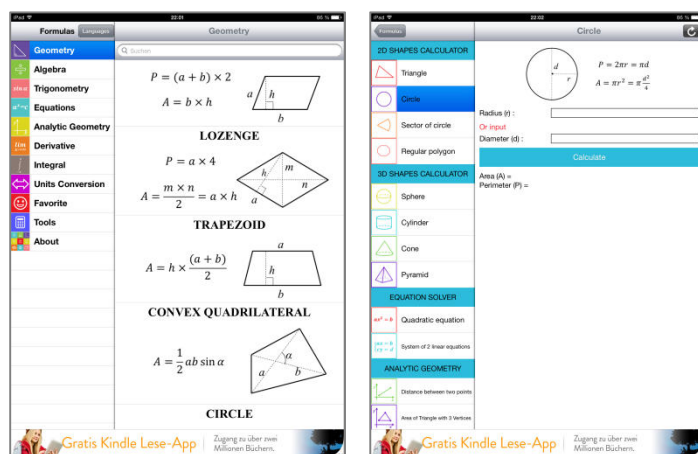 iPad 22:01 85 %
Formulas Languages Geometry
Suchen
Geometry
Algebra
sin α Trigonometry
Equations
Analytic Geometry
lim Derivative
Integral
Units Conversion
Favorite
Tools
About
P = (a + b) × 2
A = b × h
a h
b
LOZENGE
P = a × 4
A = m × n / 2 = a × h
h m
n
a
TRAPEZOID
A = h × (a + b) / 2
a
h
b
CONVEX QUADRILATERAL
A = 1/2 ab sin α
α
a b
CIRCLE
Gratis Kindle Lese-App
Zugang zu über zwei
Millionen Büchern.
iPad 22:02 85 %
Formulas Circle
2D SHAPES CALCULATOR
Triangle
Circle
Sector of circle
Regular polygon
3D SHAPES CALCULATOR
Sphere
Cylinder
Cone
Pyramid
EQUATION SOLVER
Quadratic equation
System of 2 linear equations
ANALYTIC GEOMETRY
Distance between two points
Area of Triangle with 3 Vertices
d
r
P = 2πr = πd
A = πr² = π d²/4
Radius (r) :
Or input
Diameter (d) :
Calculate
Area (A) =
Perimeter (P) =
Gratis Kindle Lese-App
Zugang zu über zwei
Millionen Büchern.